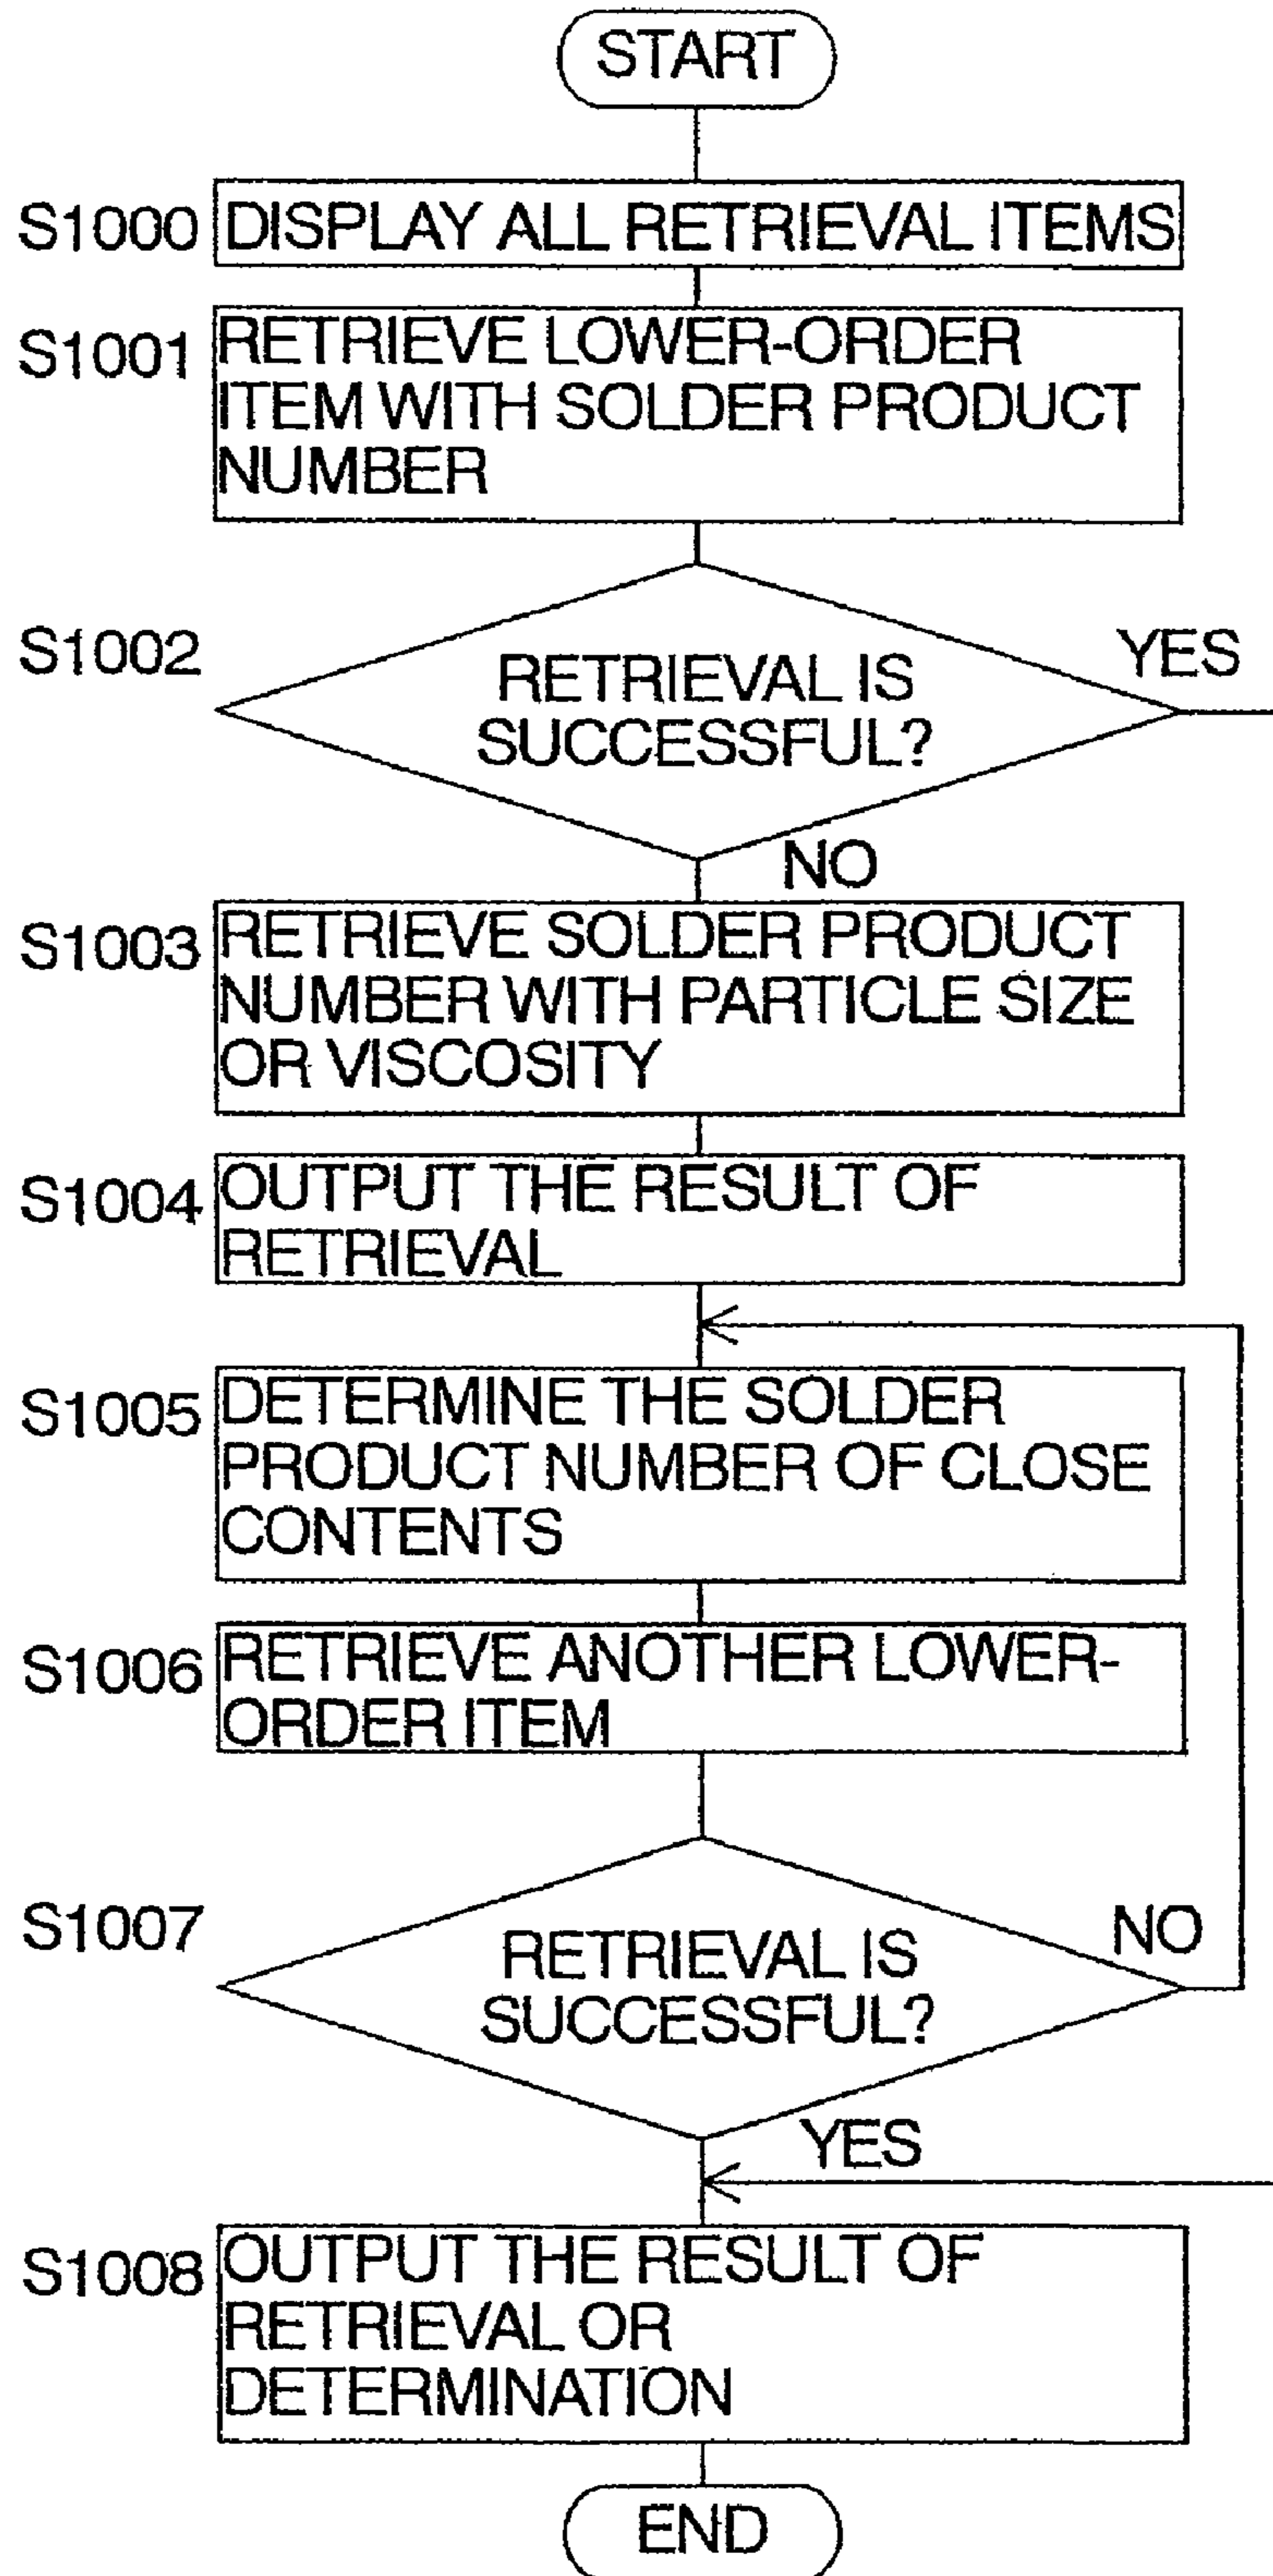 START
S1000
DISPLAY ALL RETRIEVAL ITEMS
S1001
RETRIEVE LOWER-ORDER
ITEM WITH SOLDER PRODUCT
NUMBER
S1002
RETRIEVAL IS
SUCCESSFUL?
YES
NO
S1003
RETRIEVE SOLDER PRODUCT
NUMBER WITH PARTICLE SIZE
OR VISCOSITY
S1004
OUTPUT THE RESULT OF
RETRIEVAL
S1005
DETERMINE THE SOLDER
PRODUCT NUMBER OF CLOSE
CONTENTS
S1006
RETRIEVE ANOTHER LOWER-
ORDER ITEM
S1007
RETRIEVAL IS
SUCCESSFUL?
NO
YES
S1008
OUTPUT THE RESULT OF
RETRIEVAL OR
DETERMINATION
END